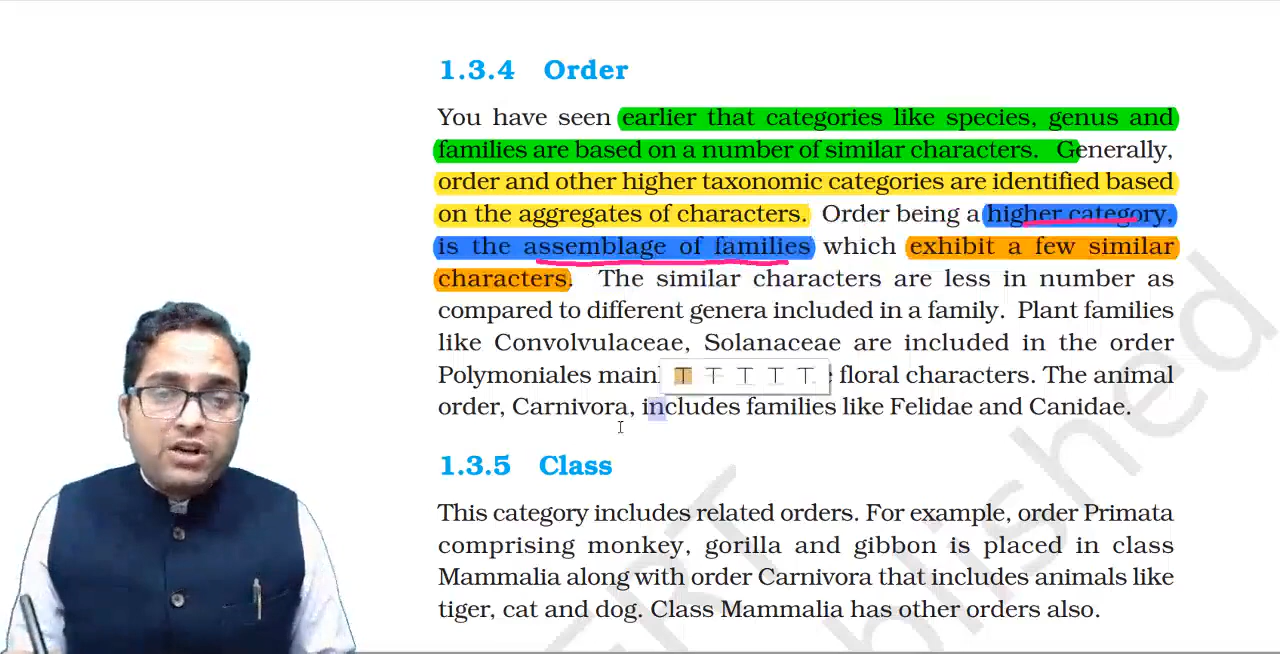 1.3.4 Order
You have seen earlier that categories like species, genus and
families are based on a number of similar characters. Generally,
order and other higher taxonomic categories are identified based
on the aggregates of characters. Order being a higher category,
is the assemblage of families which exhibit a few similar
characters. The similar characters are less in number as
compared to different genera included in a family. Plant families
like Convolvulaceae, Solanaceae are included in the order
Polymoniales floral characters. The animal
order, Carnivora, includes families like Felidae and Canidae.
1.3.5 Class
This category includes related orders. For example, order Primata
comprising monkey, gorilla and gibbon is placed in class
Mammalia along with order Carnivora that includes animals like
tiger, cat and dog. Class Mammalia has other orders also.